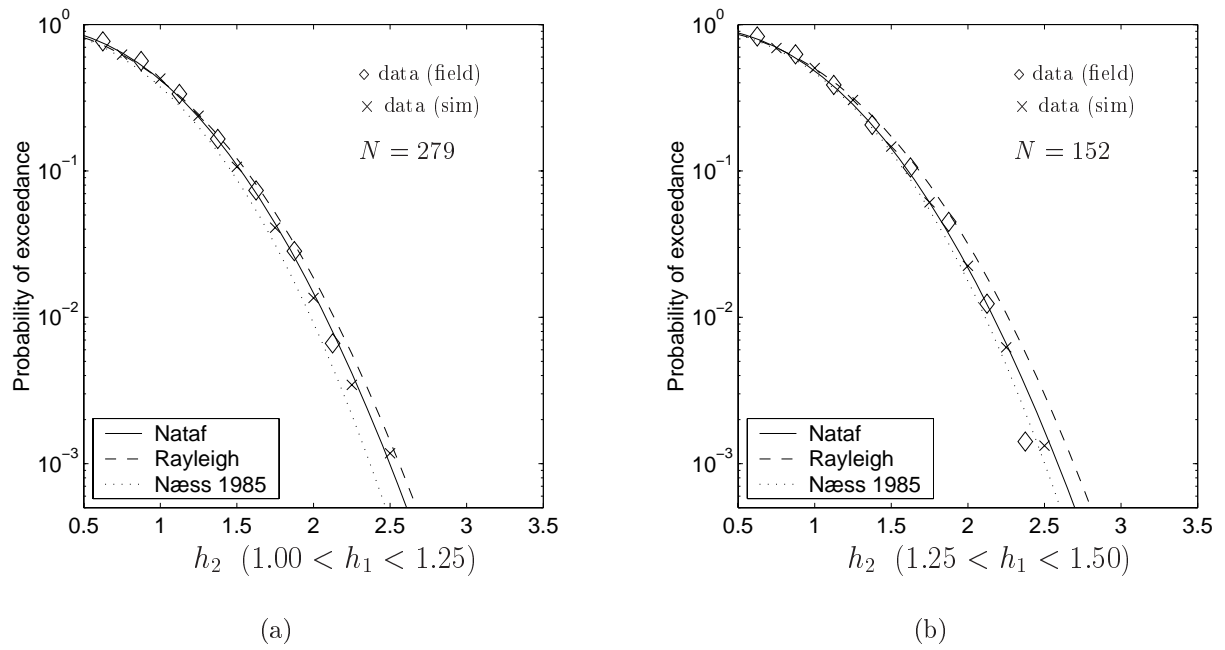 10^0
10^−1
10^−2
10^−3
Probability of exceedance
◇ data (field)
× data (sim)
N = 279
Nataf
Rayleigh
Næss 1985
0.5 1 1.5 2 2.5 3 3.5
h_2 (1.00 < h_1 < 1.25)
(a)
10^0
10^−1
10^−2
10^−3
Probability of exceedance
◇ data (field)
× data (sim)
N = 152
Nataf
Rayleigh
Næss 1985
0.5 1 1.5 2 2.5 3 3.5
h_2 (1.25 < h_1 < 1.50)
(b)